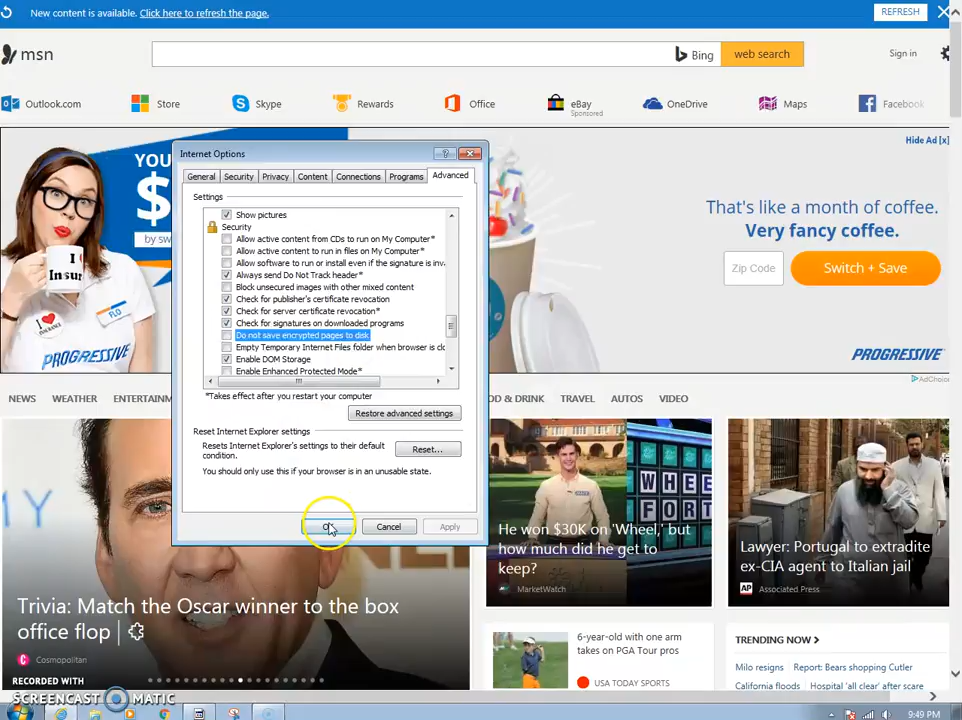 New content is available. Click here to refresh the page.
REFRESH
msn
Bing
web search
Sign in
Outlook.com
Store
Skype
Rewards
Office
eBay
Sponsored
OneDrive
Maps
Facebook
Hide Ad [x]
YOU
$
by sw
That's like a month of coffee.
Very fancy coffee.
Zip Code
Switch + Save
PROGRESSIVE
PROGRESSIVE
FLO
I'm
Insur
AdChoic
Internet Options
General
Security
Privacy
Content
Connections
Programs
Advanced
Settings
Show pictures
Security
Allow active content from CDs to run on My Computer*
Allow active content to run in files on My Computer*
Allow software to run or install even if the signature is inva
Always send Do Not Track header*
Block unsecured images with other mixed content
Check for publisher's certificate revocation
Check for server certificate revocation*
Check for signatures on downloaded programs
Do not save encrypted pages to disk
Empty Temporary Internet Files folder when browser is clo
Enable DOM Storage
Enable Enhanced Protected Mode*
*Takes effect after you restart your computer
Restore advanced settings
Reset Internet Explorer settings
Resets Internet Explorer's settings to their default
condition.
Reset...
You should only use this if your browser is in an unusable state.
OK
Cancel
Apply
NEWS
WEATHER
ENTERTAINM
OD & DRINK
TRAVEL
AUTOS
VIDEO
WHEEL
FORT
He won $30K on 'Wheel,' but
how much did he get to
keep?
MarketWatch
Lawyer: Portugal to extradite
ex-CIA agent to Italian jail
AP Associated Press
Trivia: Match the Oscar winner to the box
office flop
Cosmopolitan
6-year-old with one arm
takes on PGA Tour pros
USA TODAY SPORTS
TRENDING NOW
Milo resigns
Report: Bears shopping Cutler
California floods
Hospital 'all clear' after scare
RECORDED WITH
SCREENCAST MATIC
9:49 PM